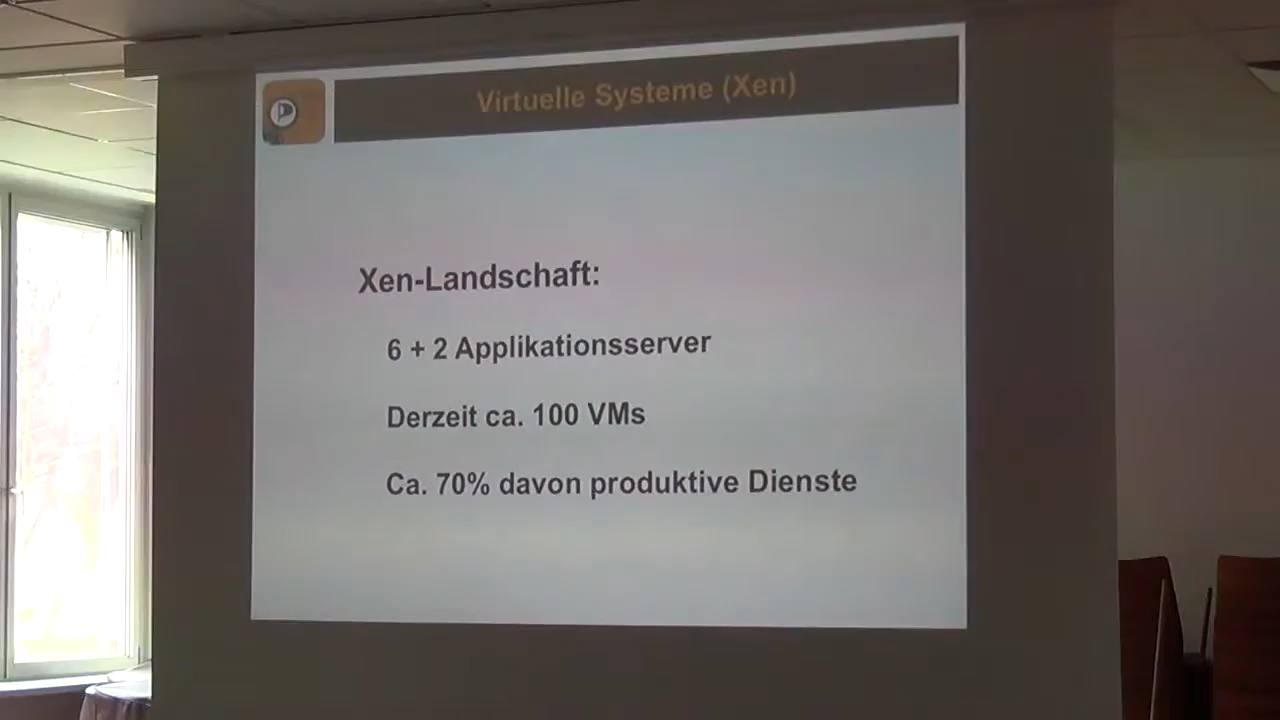 Virtuelle Systeme (Xen)
Xen-Landschaft:
6 + 2 Applikationsserver
Derzeit ca. 100 VMs
Ca. 70% davon produktive Dienste